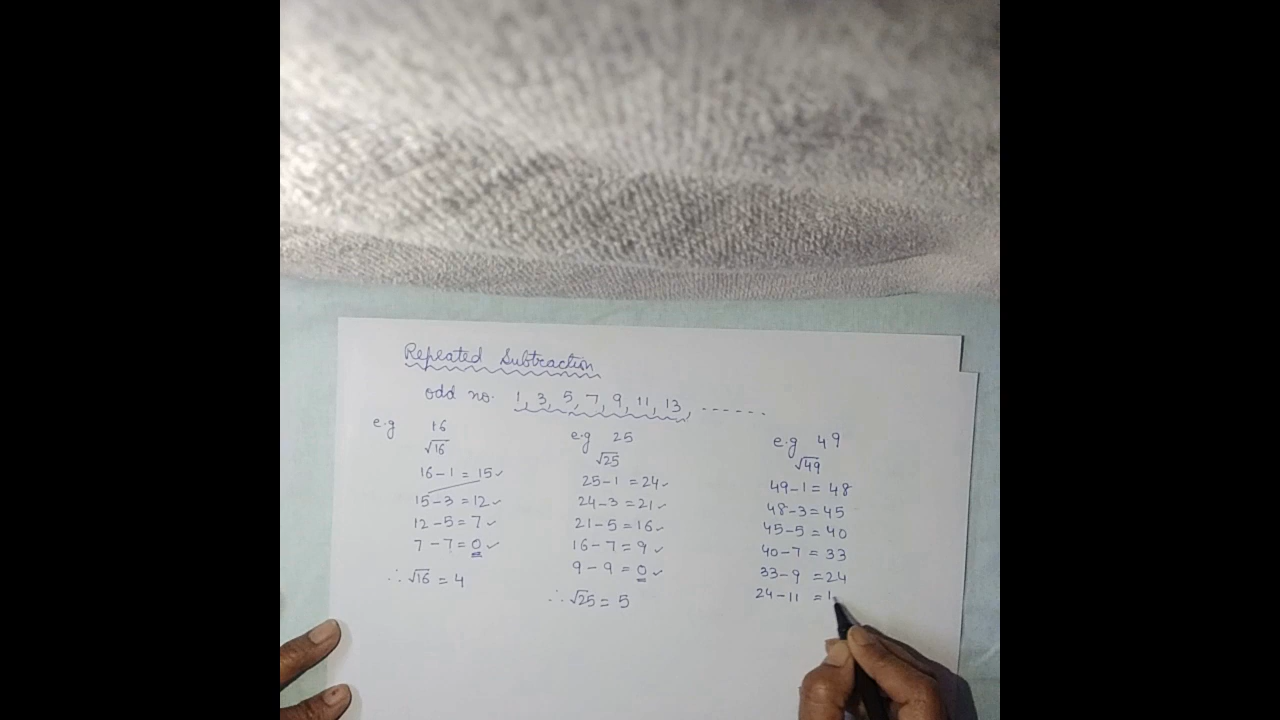 Repeated Subtraction
odd no. 1, 3, 5, 7, 9, 11, 13, ------
e.g 16
√16
16-1 = 15✓
15-3 = 12✓
12-5 = 7✓
7-7 = 0✓
∴ √16 = 4
e.g 25
√25
25-1 = 24✓
24-3 = 21✓
21-5 = 16✓
16-7 = 9✓
9-9 = 0✓
∴ √25 = 5
e.g 49
√49
49-1 = 48
48-3 = 45
45-5 = 40
40-7 = 33
33-9 = 24
24-11 = 1